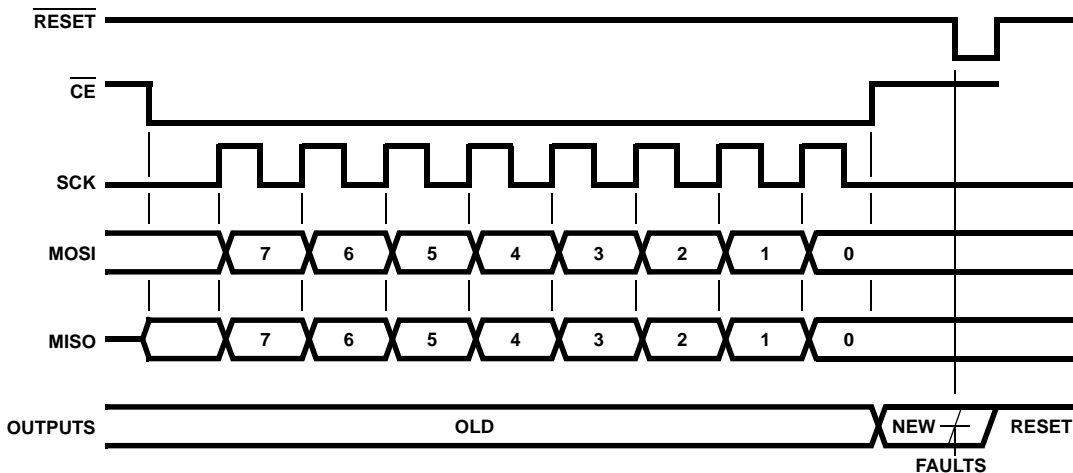 RESET
CE
SCK
MOSI 7 6 5 4 3 2 1 0
MISO 7 6 5 4 3 2 1 0
OUTPUTS OLD NEW RESET
FAULTS